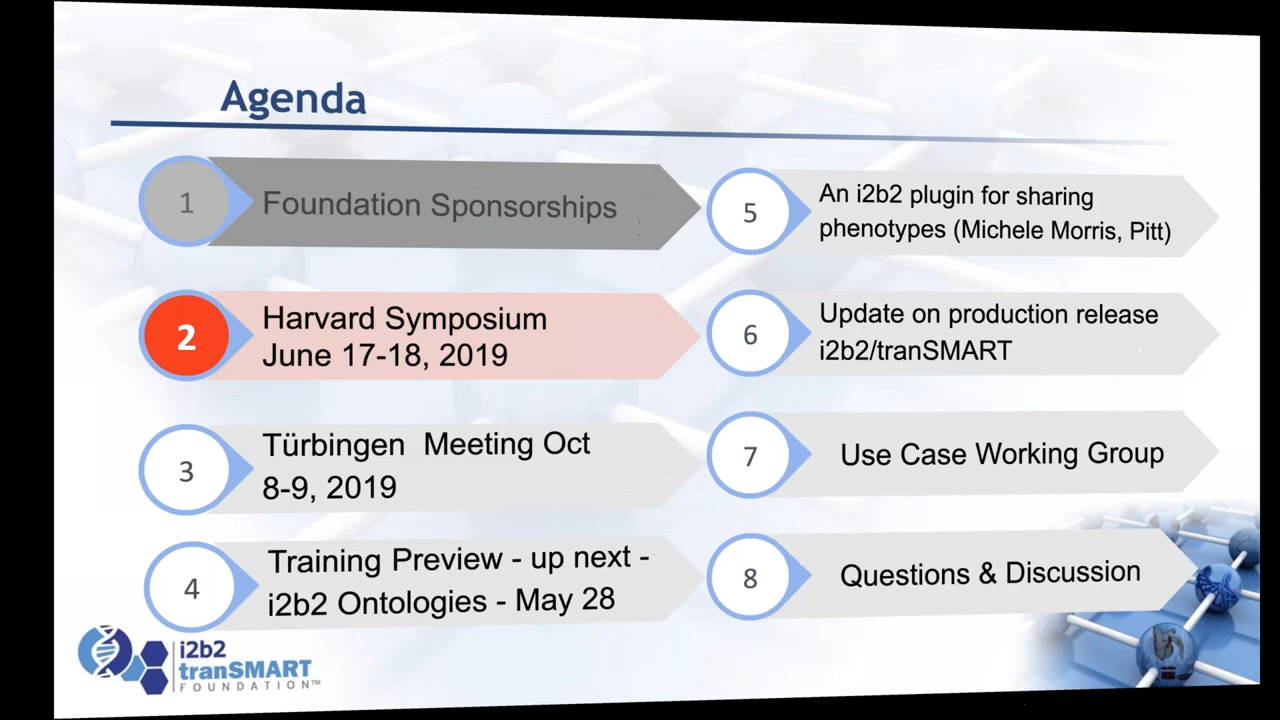 Agenda
1
Foundation Sponsorships
2
Harvard Symposium
June 17-18, 2019
3
Türbingen Meeting Oct
8-9, 2019
4
Training Preview - up next -
i2b2 Ontologies - May 28
5
An i2b2 plugin for sharing
phenotypes (Michele Morris, Pitt)
6
Update on production release
i2b2/tranSMART
7
Use Case Working Group
8
Questions & Discussion
i2b2
tranSMART
FOUNDATION™